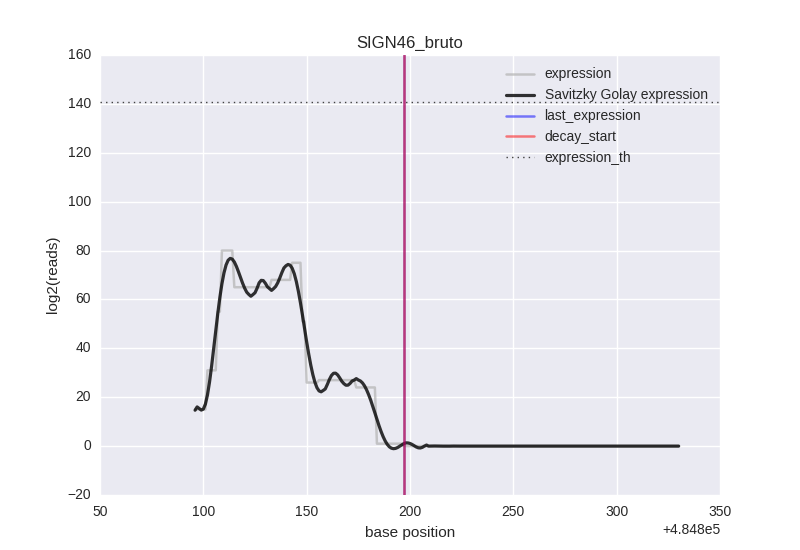 SIGN46_bruto
160
140
120
100
80
60
40
20
0
−20
log2(reads)
expression
Savitzky Golay expression
last_expression
decay_start
expression_th
50
100
150
200
250
300
350
base position
+4.848e5